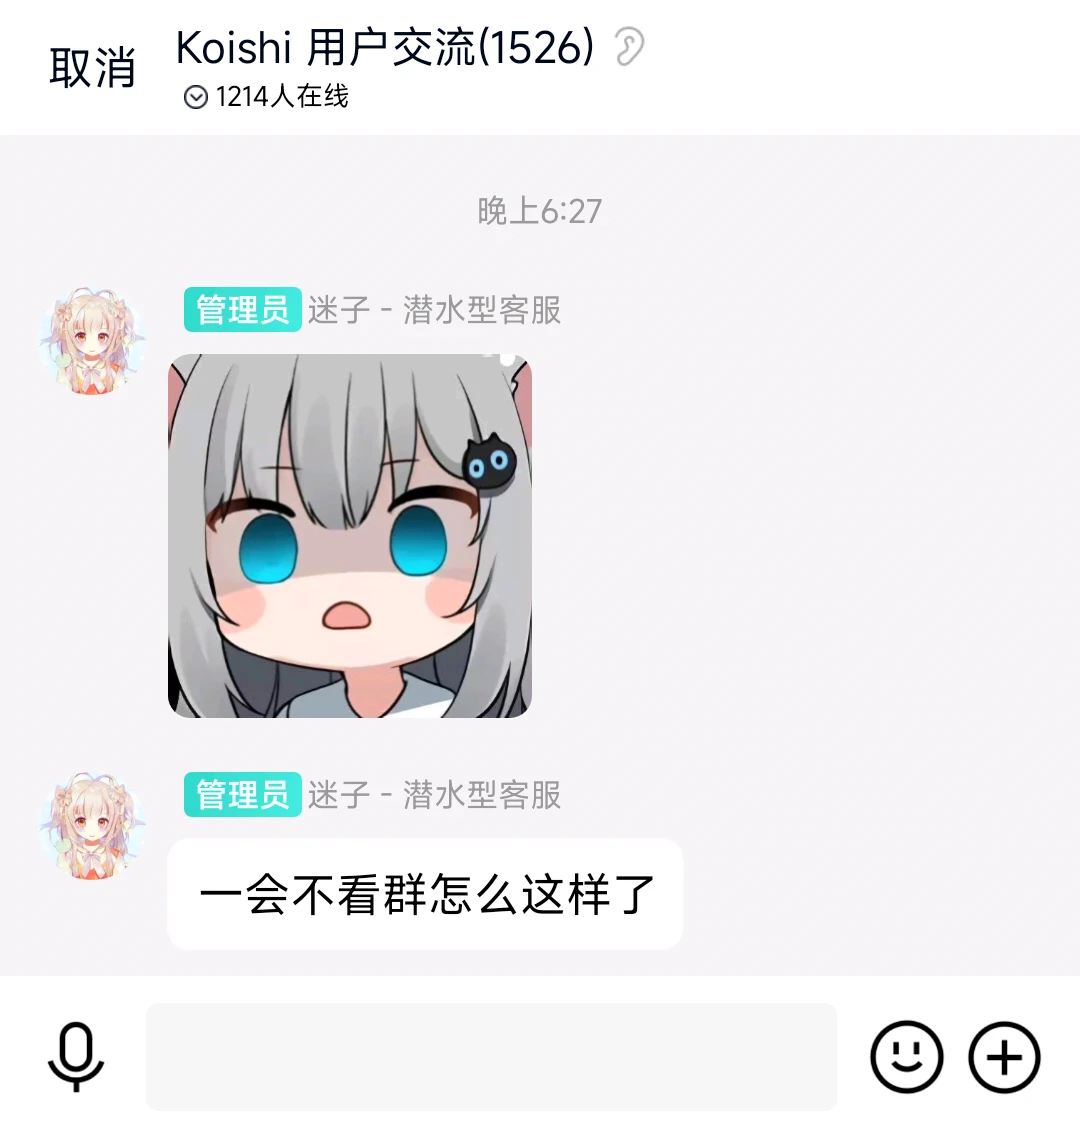 取消
Koishi 用户交流(1526)
1214人在线
晚上6:27
管理员 迷子 - 潜水型客服
管理员 迷子 - 潜水型客服
一会不看群怎么这样了